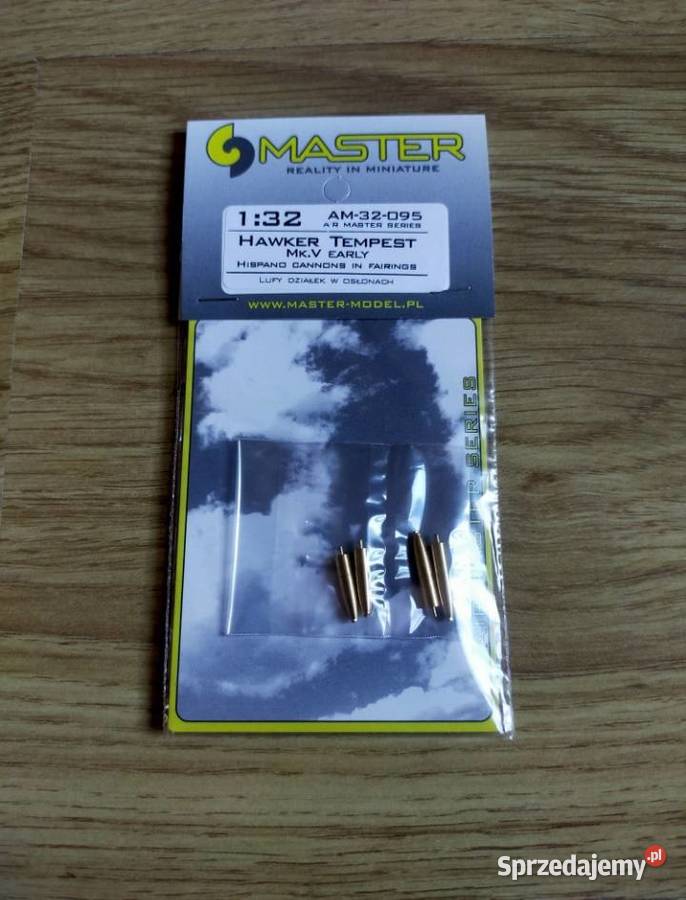 MASTER
REALITY IN MINIATURE
1:32 AM-32-095
AIR MASTER SERIES
HAWKER TEMPEST
MK.V EARLY
HISPANO CANNONS IN FAIRINGS
LUFY DZIAŁEK W OSŁONACH
WWW.MASTER-MODEL.PL
SERIES
Sprzedajemy.pl